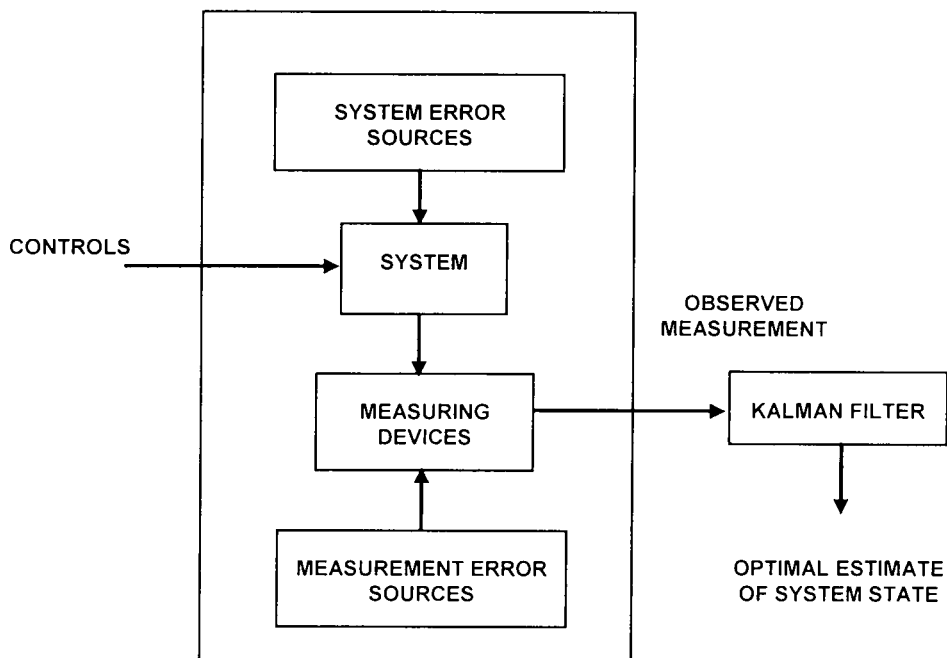 SYSTEM ERROR
SOURCES
CONTROLS
SYSTEM
OBSERVED
MEASUREMENT
MEASURING
DEVICES
KALMAN FILTER
MEASUREMENT ERROR
SOURCES
OPTIMAL ESTIMATE
OF SYSTEM STATE